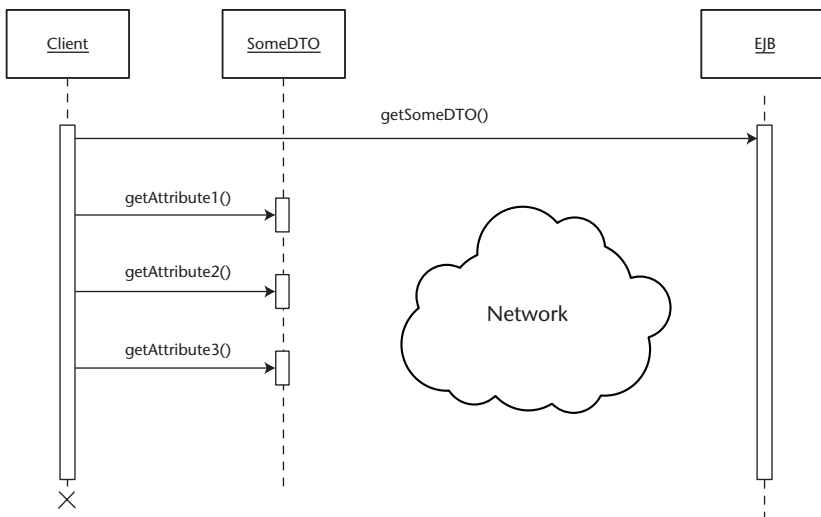 Client
SomeDTO
EJB
getSomeDTO()
getAttribute1()
getAttribute2()
Network
getAttribute3()